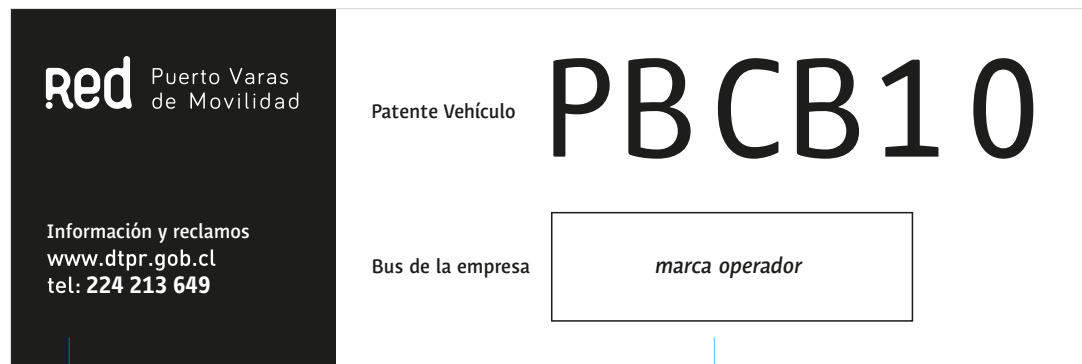 Red Puerto Varas
de Movilidad
Información y reclamos
www.dtpr.gob.cl
tel: 224 213 649
Patente Vehículo PBCB10
Bus de la empresa marca operador